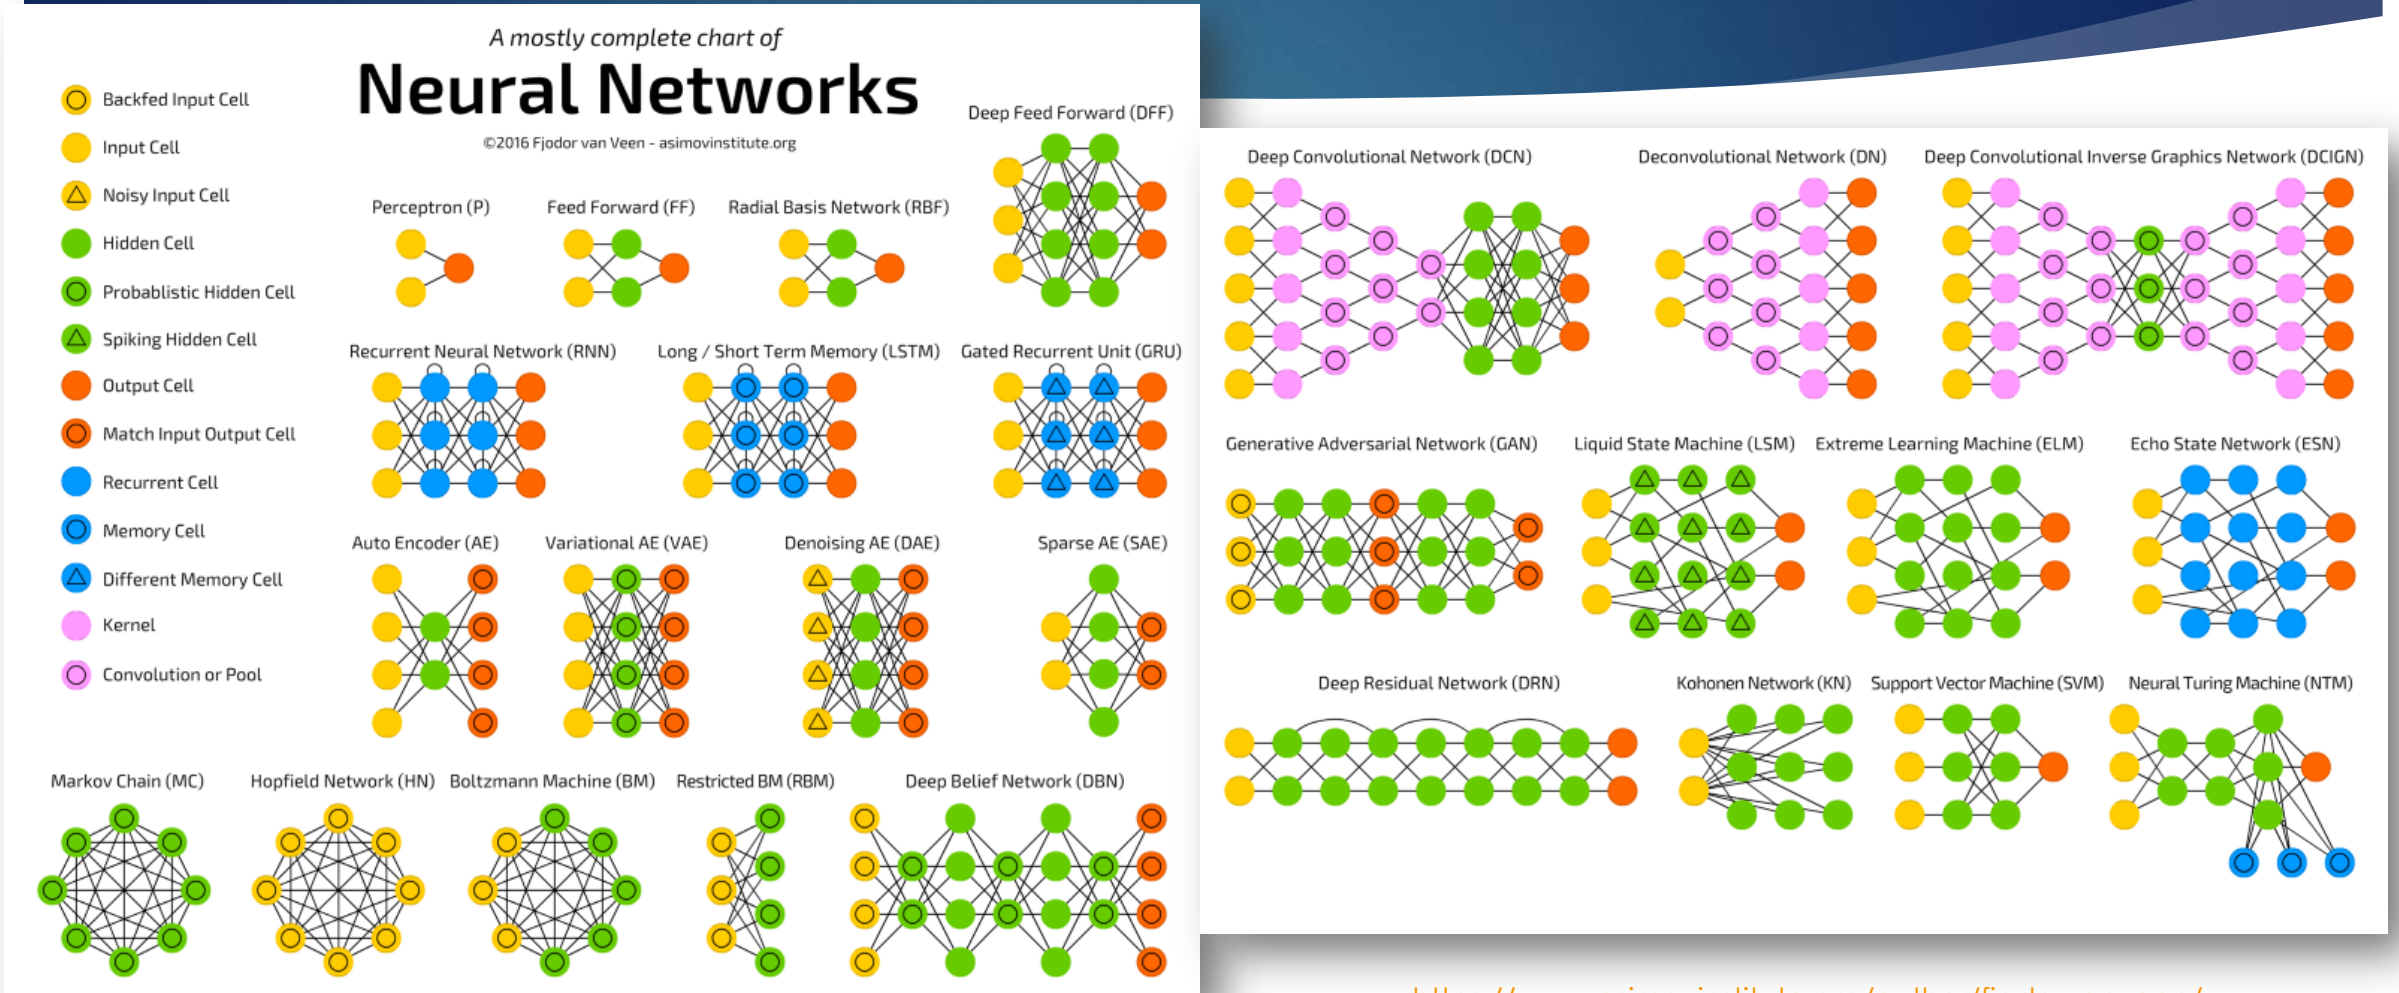 A mostly complete chart of
Neural Networks
©2016 Fjodor van Veen - asimovinstitute.org
Backfed Input Cell
Input Cell
Noisy Input Cell
Hidden Cell
Probablistic Hidden Cell
Spiking Hidden Cell
Output Cell
Match Input Output Cell
Recurrent Cell
Memory Cell
Different Memory Cell
Kernel
Convolution or Pool
Deep Feed Forward (DFF)
Perceptron (P)
Feed Forward (FF)
Radial Basis Network (RBF)
Recurrent Neural Network (RNN)
Long / Short Term Memory (LSTM)
Gated Recurrent Unit (GRU)
Auto Encoder (AE)
Variational AE (VAE)
Denoising AE (DAE)
Sparse AE (SAE)
Markov Chain (MC)
Hopfield Network (HN)
Boltzmann Machine (BM)
Restricted BM (RBM)
Deep Belief Network (DBN)
Deep Convolutional Network (DCN)
Deconvolutional Network (DN)
Deep Convolutional Inverse Graphics Network (DCIGN)
Generative Adversarial Network (GAN)
Liquid State Machine (LSM)
Extreme Learning Machine (ELM)
Echo State Network (ESN)
Deep Residual Network (DRN)
Kohonen Network (KN)
Support Vector Machine (SVM)
Neural Turing Machine (NTM)